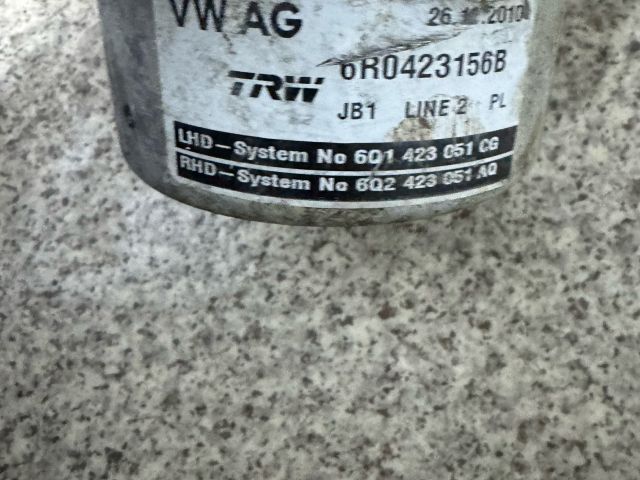 VW AG
26.11.2010
6R0423156B
TRW
JB1 LINE 2 PL
LHD-System No 6Q1 423 051 CG
RHD-System No 6Q2 423 051 AQ